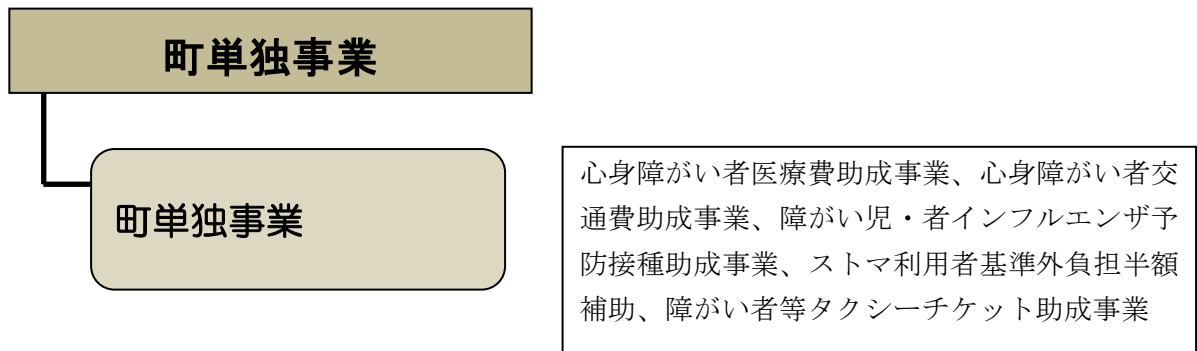 町単独事業
町単独事業
心身障がい者医療費助成事業、心身障がい者交
通費助成事業、障がい児・者インフルエンザ予
防接種助成事業、ストマ利用者基準外負担半額
補助、障がい者等タクシーチケット助成事業